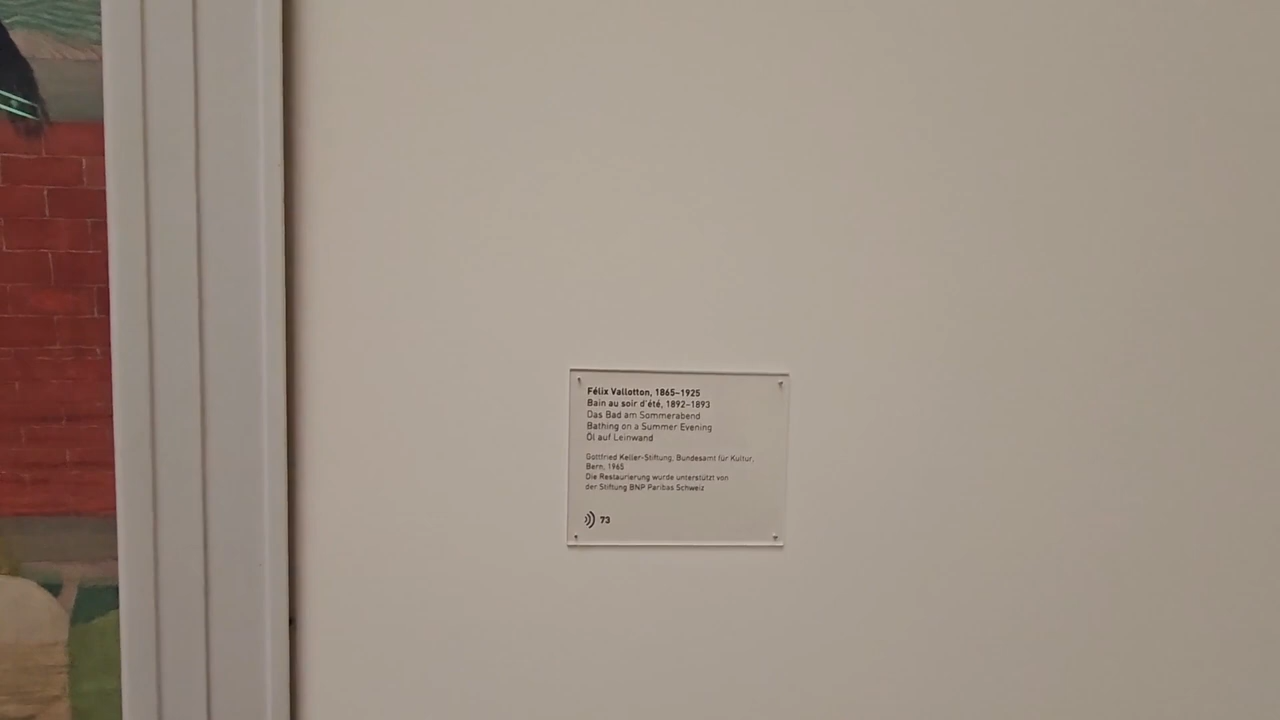 Félix Vallotton, 1865–1925
Bain au soir d'été, 1892–1893
Das Bad am Sommerabend
Bathing on a Summer Evening
Öl auf Leinwand
Gottfried Keller-Stiftung, Bundesamt für Kultur,
Bern, 1965
Die Restaurierung wurde unterstützt von
der Stiftung BNP Paribas Schweiz
73